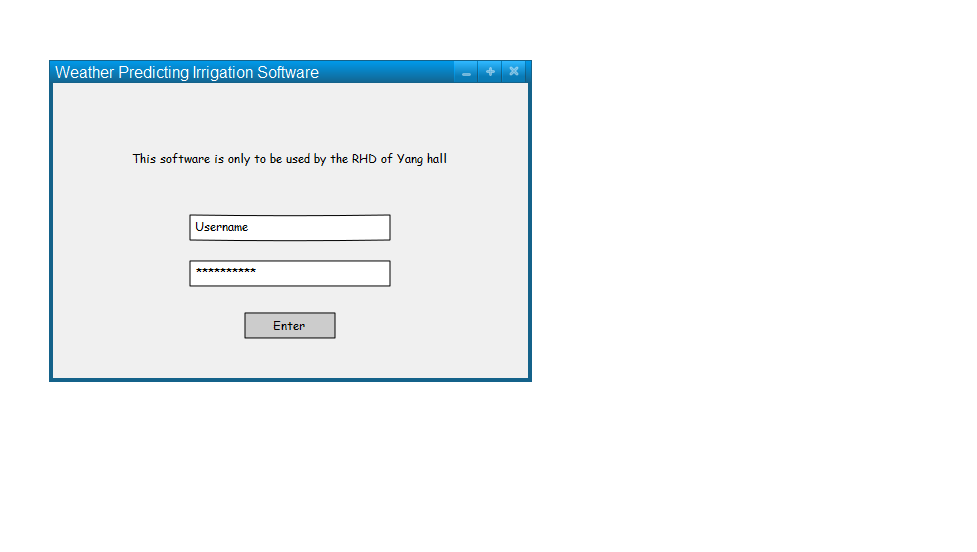 Weather Predicting Irrigation Software
This software is only to be used by the RHD of Yang hall
Username
**********
Enter